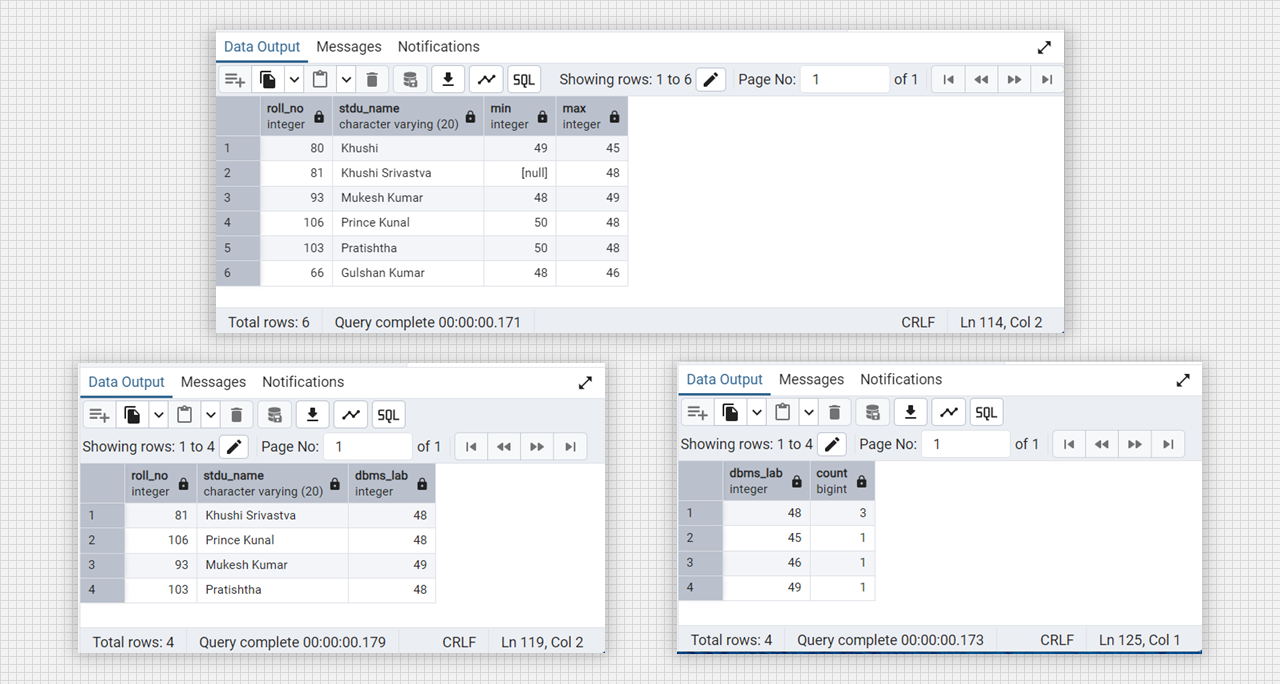 Data Output Messages Notifications
SQL Showing rows: 1 to 6 Page No: 1 of 1
roll_no stdu_name min max
integer character varying (20) integer integer
1 80 Khushi 49 45
2 81 Khushi Srivastva [null] 48
3 93 Mukesh Kumar 48 49
4 106 Prince Kunal 50 48
5 103 Pratishtha 50 48
6 66 Gulshan Kumar 48 46
Total rows: 6 Query complete 00:00:00.171 CRLF Ln 114, Col 2
Data Output Messages Notifications
SQL
Showing rows: 1 to 4 Page No: 1 of 1
roll_no stdu_name dbms_lab
integer character varying (20) integer
1 81 Khushi Srivastva 48
2 106 Prince Kunal 48
3 93 Mukesh Kumar 49
4 103 Pratishtha 48
Total rows: 4 Query complete 00:00:00.179 CRLF Ln 119, Col 2
Data Output Messages Notifications
SQL
Showing rows: 1 to 4 Page No: 1 of 1
dbms_lab count
integer bigint
1 48 3
2 45 1
3 46 1
4 49 1
Total rows: 4 Query complete 00:00:00.173 CRLF Ln 125, Col 1